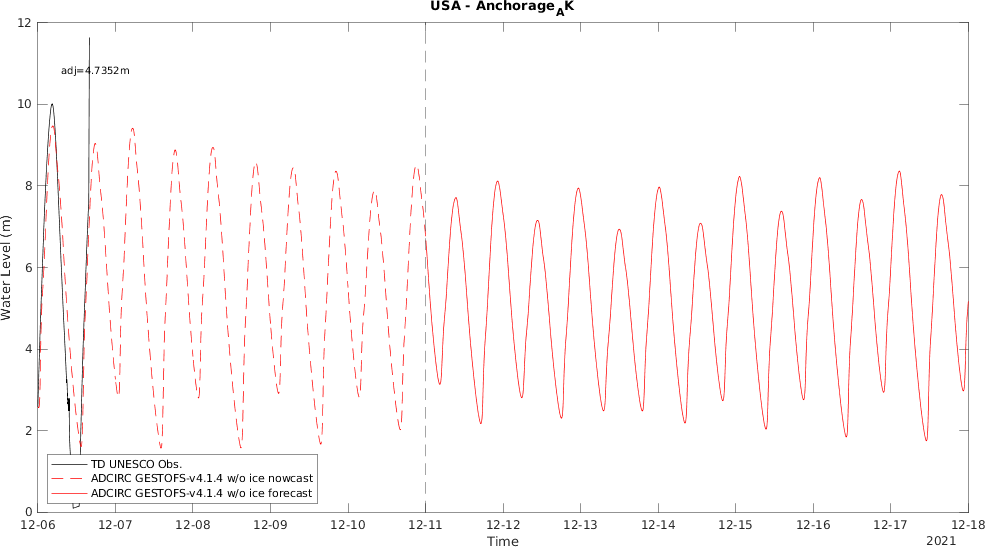 USA - Anchorage_AK
12
10
8
6
4
2
0
Water Level (m)
adj=4.7352m
TD UNESCO Obs.
ADCIRC GESTOFS-v4.1.4 w/o ice nowcast
ADCIRC GESTOFS-v4.1.4 w/o ice forecast
12-06 12-07 12-08 12-09 12-10 12-11 12-12 12-13 12-14 12-15 12-16 12-17 12-18
Time
2021